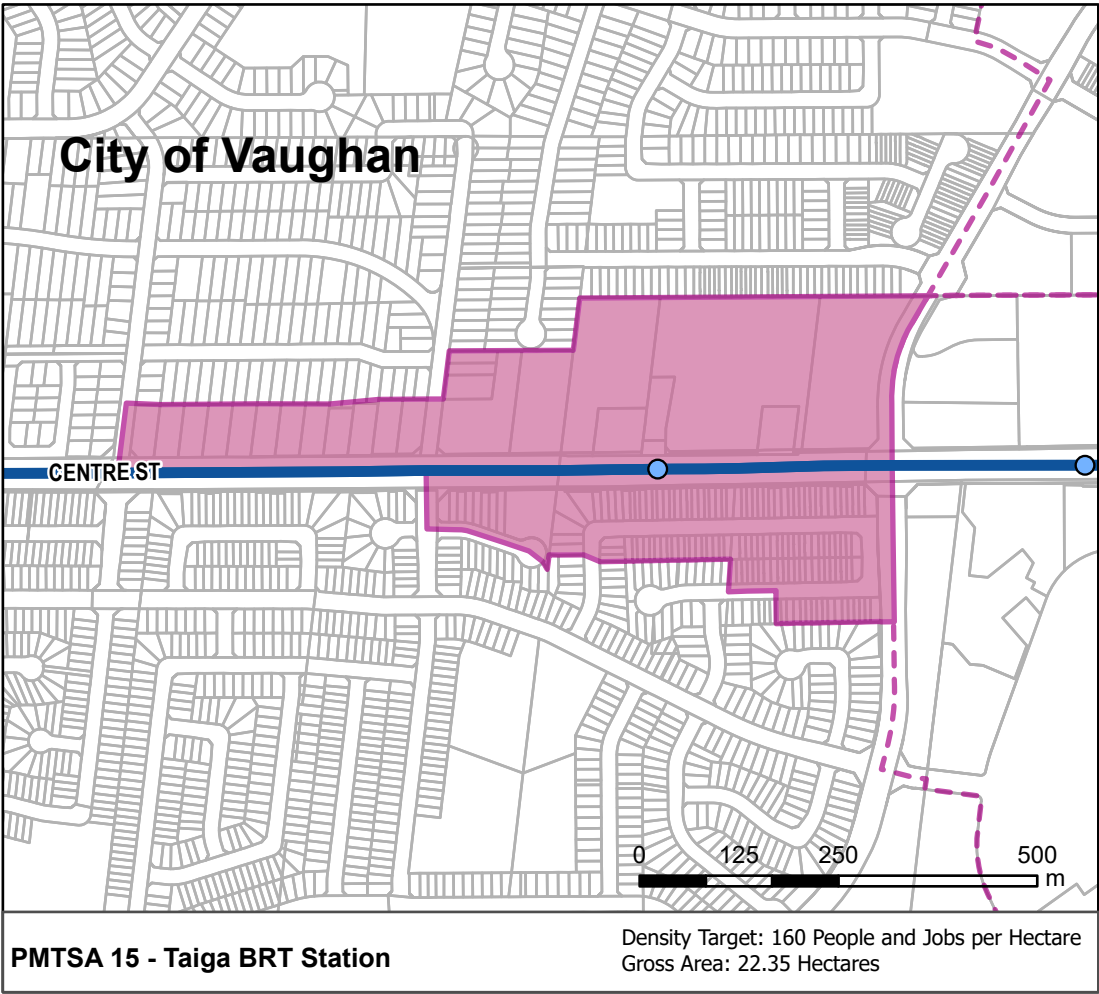 City of Vaughan
CENTRE ST
0 125 250 500
m
PMTSA 15 - Taiga BRT Station
Density Target: 160 People and Jobs per Hectare
Gross Area: 22.35 Hectares